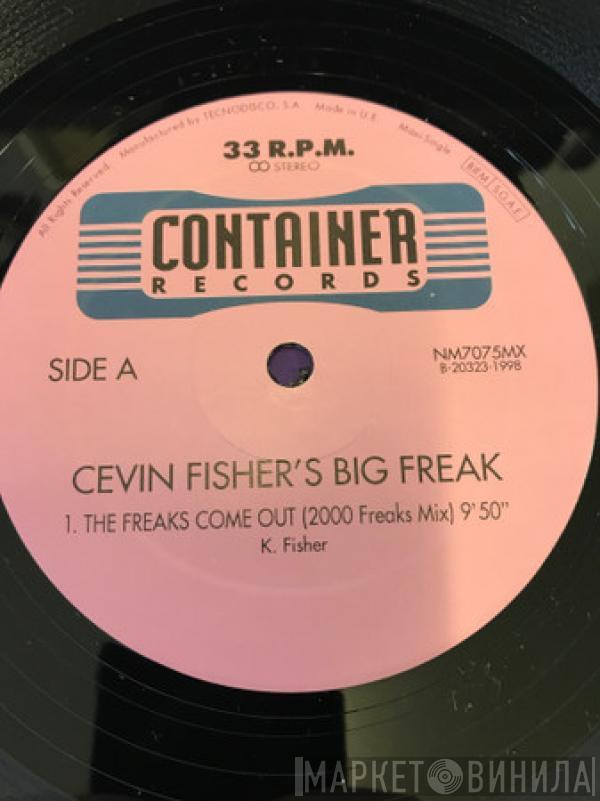 All Rights Reserved. Manufactured by TECNODISCO, S.A. Made in U.E. Maxi Single BIEM S.G.A.E.
33 R.P.M.
STEREO
CONTAINER
RECORDS
SIDE A
NM7075MX
B-20323-1998
CEVIN FISHER'S BIG FREAK
1. THE FREAKS COME OUT (2000 Freaks Mix) 9'50"
K. Fisher
МАРКЕТ ВИНИЛА